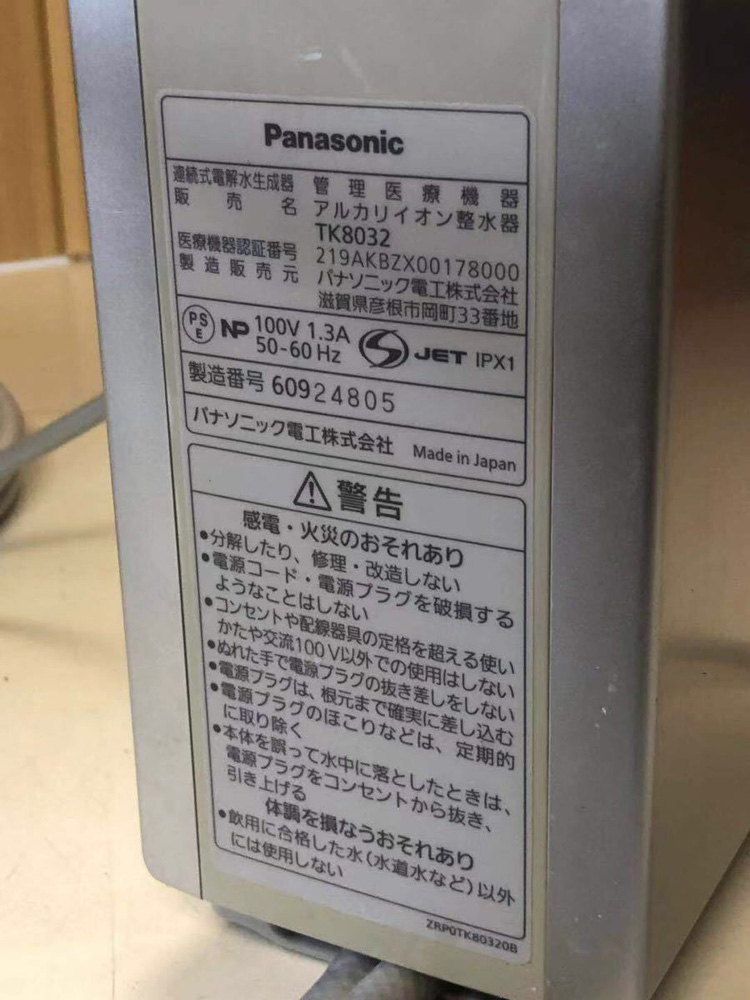 Panasonic
連続式電解水生成器 管理医療機器
販売名 アルカリイオン整水器
TK8032
医療機器認証番号 219AKBZX00178000
製造販売元 パナソニック電工株式会社
滋賀県彦根市岡町33番地
PS E NP 100V 1.3A
50-60 Hz
S JET IPX1
製造番号 60924805
パナソニック電工株式会社 Made in Japan
警告
感電・火災のおそれあり
•分解したり、修理・改造しない
•電源コード・電源プラグを破損する
ようなことはしない
•コンセントや配線器具の定格を超える使い
かたや交流100V以外での使用はしない
•ぬれた手で電源プラグの抜き差しをしない
•電源プラグは、根元まで確実に差し込む
•電源プラグのほこりなどは、定期的
に取り除く
•本体を誤って水中に落としたときは、
電源プラグをコンセントから抜き、
引き上げる
体調を損なうおそれあり
•飲用に合格した水(水道水など)以外
には使用しない
ZRP0TK80320B